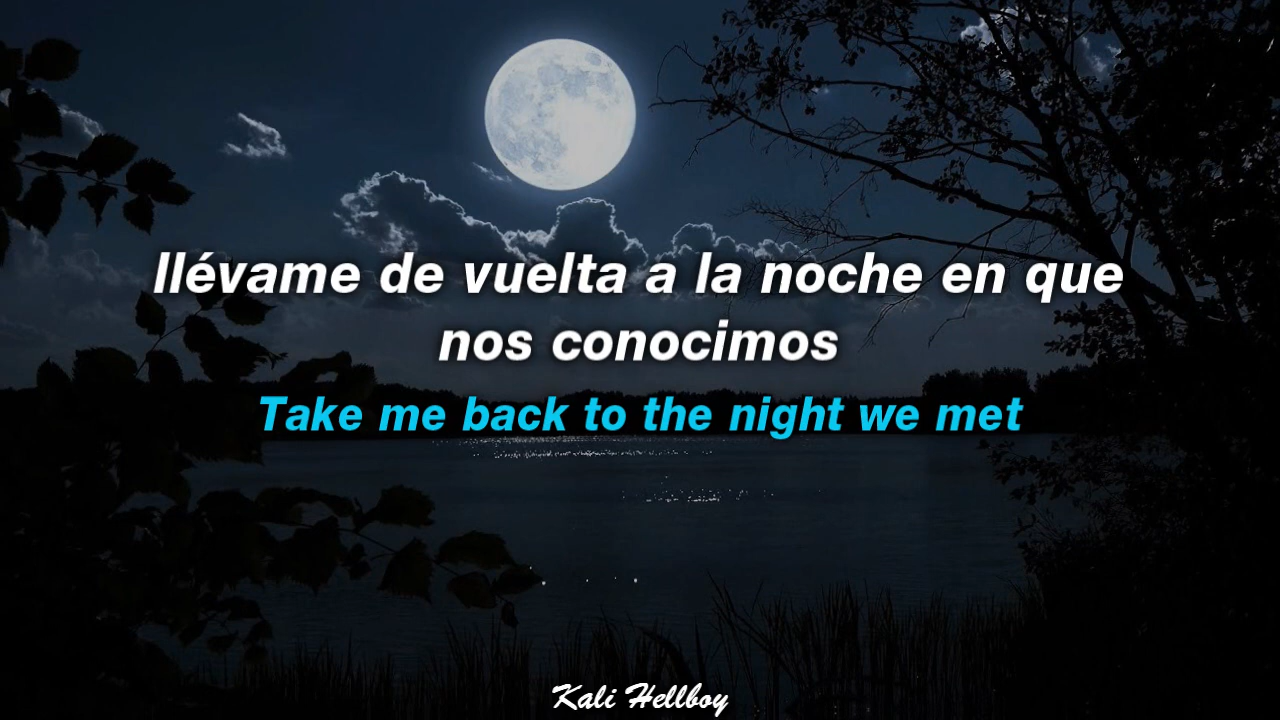 llévame de vuelta a la noche en que
nos conocimos
Take me back to the night we met
Kali Hellboy